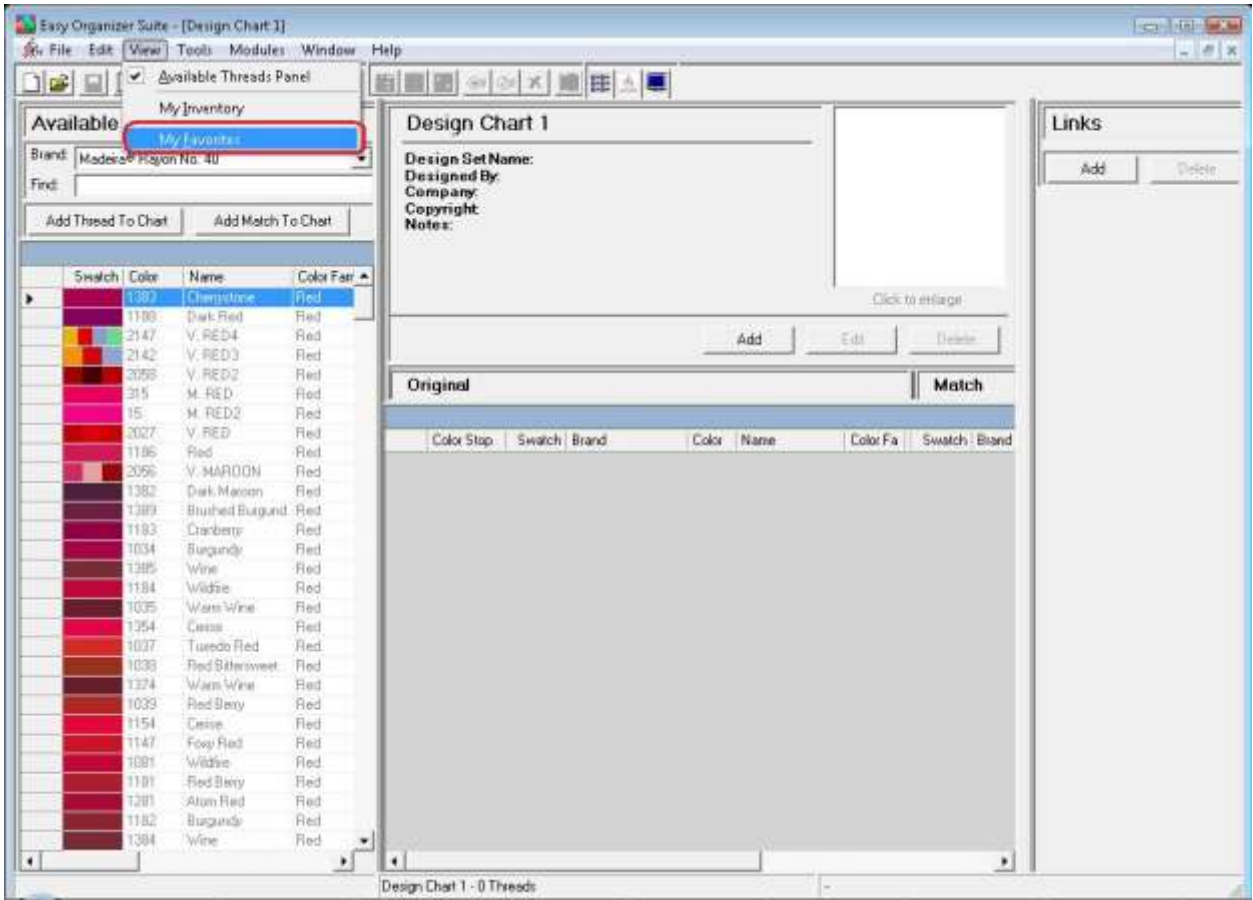 Easy Organizer Suite - [Design Chart 1]
File Edit View Tools Modules Window Help
Available Threads Panel
My Inventory
My Favorites
Available
Brand: Madeira® Rayon No. 40
Find:
Add Thread To Chart Add Match To Chart
Swatch Color Name Color Fam
1383 Cherrystone Red
1188 Dark Red Red
2147 V. RED4 Red
2142 V. RED3 Red
2058 V. RED2 Red
315 M. RED Red
15 M. RED2 Red
2027 V. RED Red
1186 Red Red
2056 V. MAROON Red
1382 Dark Maroon Red
1389 Brushed Burgund Red
1183 Cranberry Red
1034 Burgundy Red
1385 Wine Red
1184 Wildfire Red
1035 Warm Wine Red
1354 Cerise Red
1037 Tuxedo Red Red
1038 Red Bittersweet Red
1374 Warm Wine Red
1039 Red Berry Red
1154 Cerise Red
1147 Foxy Red Red
1081 Wildfire Red
1181 Red Berry Red
1281 Atom Red Red
1182 Burgundy Red
1384 Wine Red
Design Chart 1
Design Set Name:
Designed By:
Company:
Copyright:
Notes:
Click to enlarge
Add Edit Delete
Original Match
Color Stop Swatch Brand Color Name Color Fa Swatch Brand
Links
Add Delete
Design Chart 1 - 0 Threads -